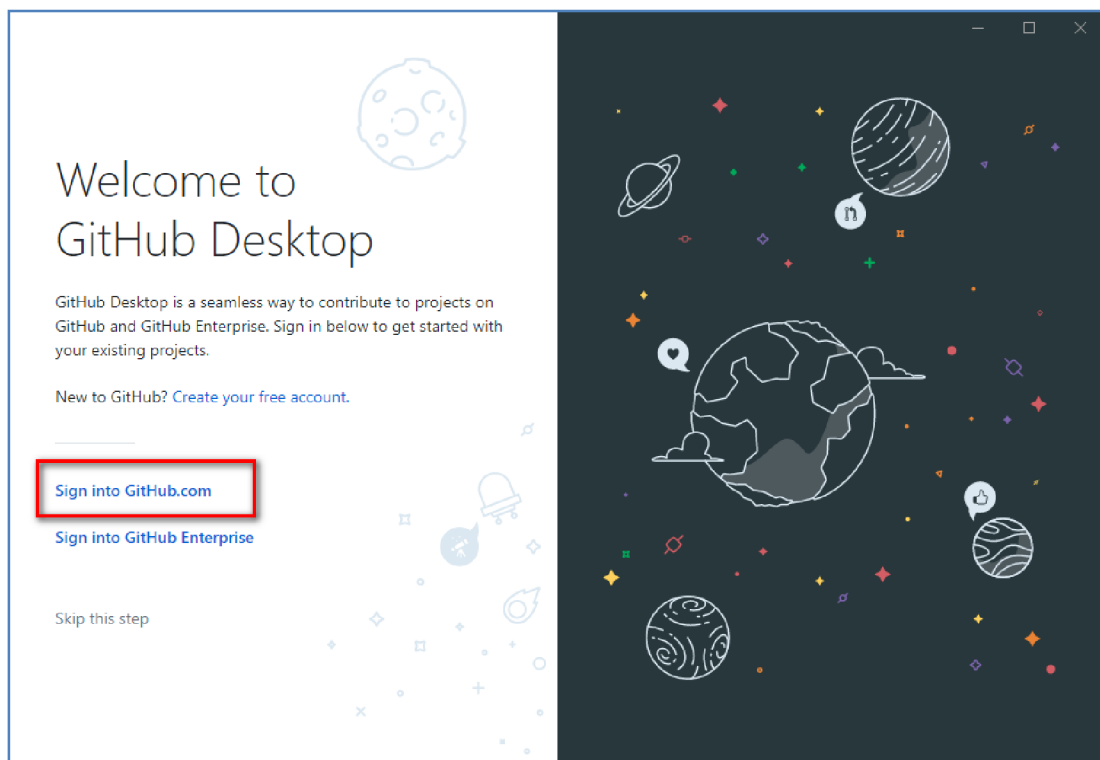 Welcome to
GitHub Desktop
GitHub Desktop is a seamless way to contribute to projects on
GitHub and GitHub Enterprise. Sign in below to get started with
your existing projects.
New to GitHub? Create your free account.
Sign into GitHub.com
Sign into GitHub Enterprise
Skip this step